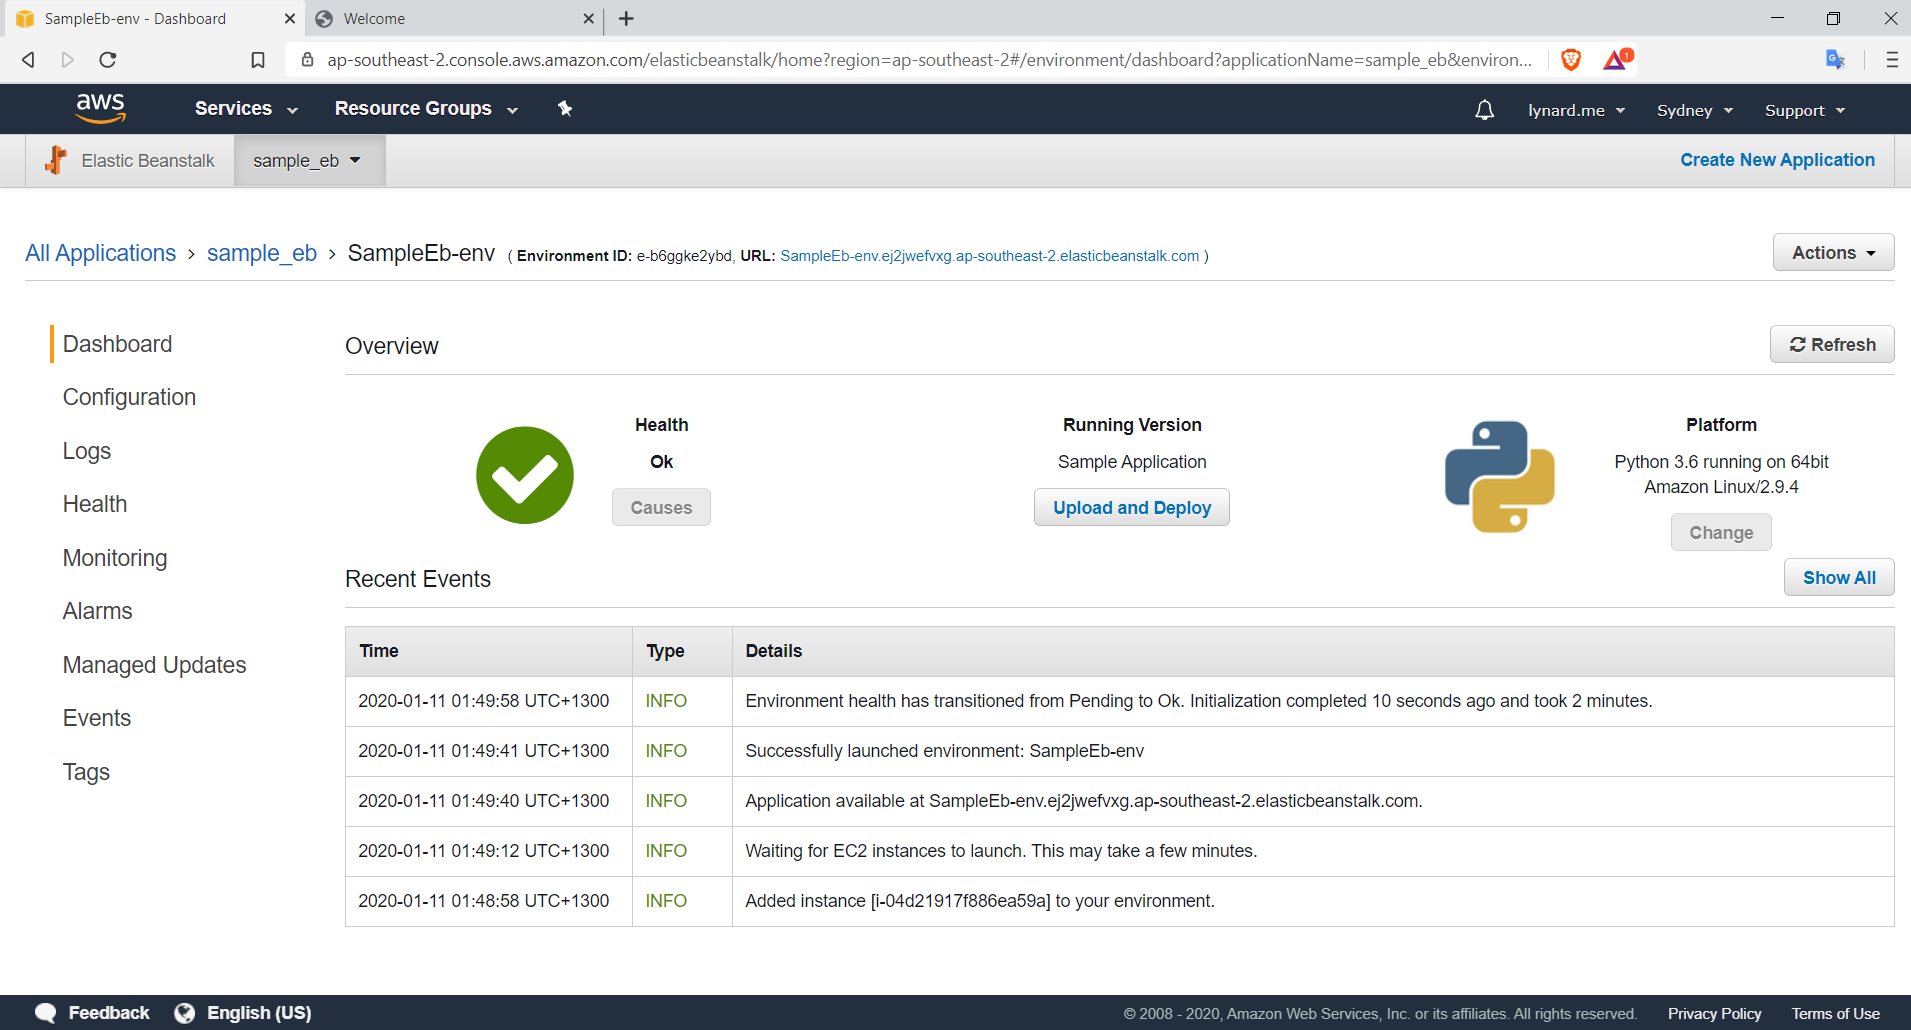 SampleEb-env - Dashboard
Welcome
ap-southeast-2.console.aws.amazon.com/elasticbeanstalk/home?region=ap-southeast-2#/environment/dashboard?applicationName=sample_eb&environ...
1
aws Services Resource Groups lynard.me Sydney Support
Elastic Beanstalk sample_eb Create New Application
All Applications › sample_eb › SampleEb-env ( Environment ID: e-b6ggke2ybd, URL: SampleEb-env.ej2jwefvxg.ap-southeast-2.elasticbeanstalk.com )
Actions
Dashboard
Configuration
Logs
Health
Monitoring
Alarms
Managed Updates
Events
Tags
Overview
Refresh
Health
Ok
Causes
Running Version
Sample Application
Upload and Deploy
Platform
Python 3.6 running on 64bit
Amazon Linux/2.9.4
Change
Recent Events
Show All
Time Type Details
2020-01-11 01:49:58 UTC+1300 INFO Environment health has transitioned from Pending to Ok. Initialization completed 10 seconds ago and took 2 minutes.
2020-01-11 01:49:41 UTC+1300 INFO Successfully launched environment: SampleEb-env
2020-01-11 01:49:40 UTC+1300 INFO Application available at SampleEb-env.ej2jwefvxg.ap-southeast-2.elasticbeanstalk.com.
2020-01-11 01:49:12 UTC+1300 INFO Waiting for EC2 instances to launch. This may take a few minutes.
2020-01-11 01:48:58 UTC+1300 INFO Added instance [i-04d21917f886ea59a] to your environment.
Feedback English (US) © 2008 - 2020, Amazon Web Services, Inc. or its affiliates. All rights reserved. Privacy Policy Terms of Use